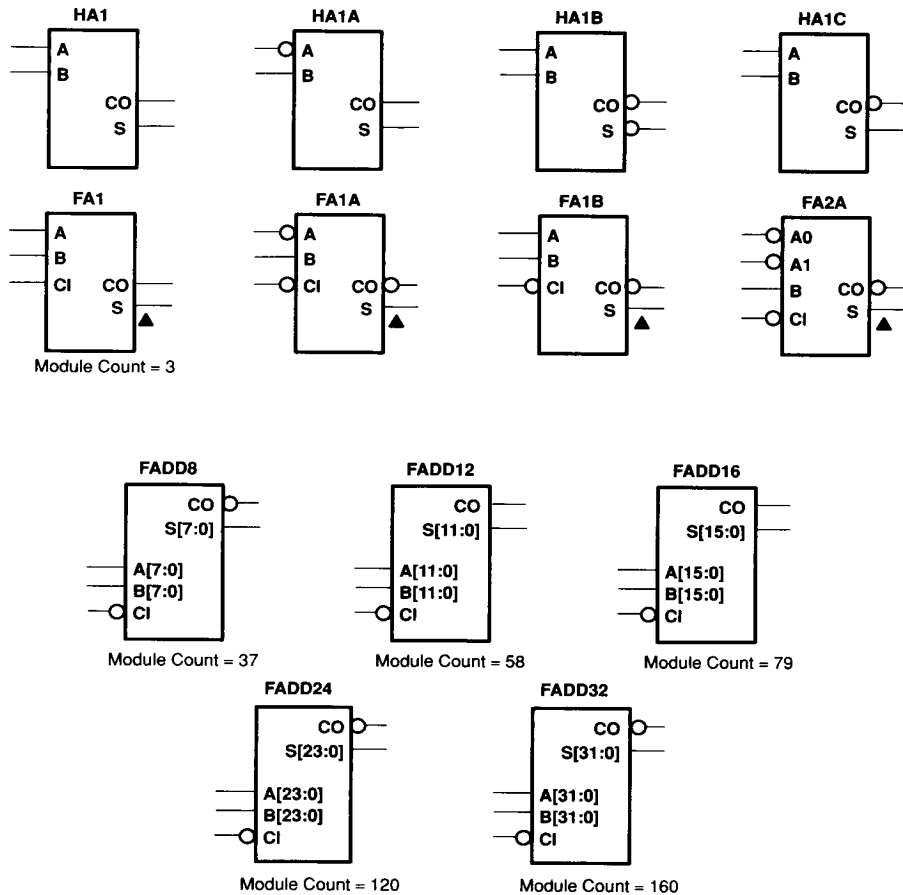 HA1 HA1A HA1B HA1C
A A A A
B B B B
CO CO CO CO
S S S S
FA1 FA1A FA1B FA2A
A A A A0
B B B A1
CI CO CI CO CI CO B CO
S S S CI S
Module Count = 3
FADD8 FADD12 FADD16
CO CO CO
S[7:0] S[11:0] S[15:0]
A[7:0] A[11:0] A[15:0]
B[7:0] B[11:0] B[15:0]
CI CI CI
Module Count = 37 Module Count = 58 Module Count = 79
FADD24 FADD32
CO CO
S[23:0] S[31:0]
A[23:0] A[31:0]
B[23:0] B[31:0]
CI CI
Module Count = 120 Module Count = 160